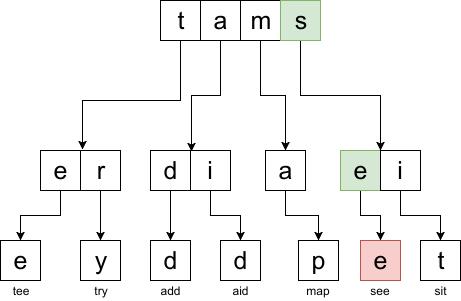 t a m s
e r d i a e i
e y d d p e t
tee try add aid map see sit